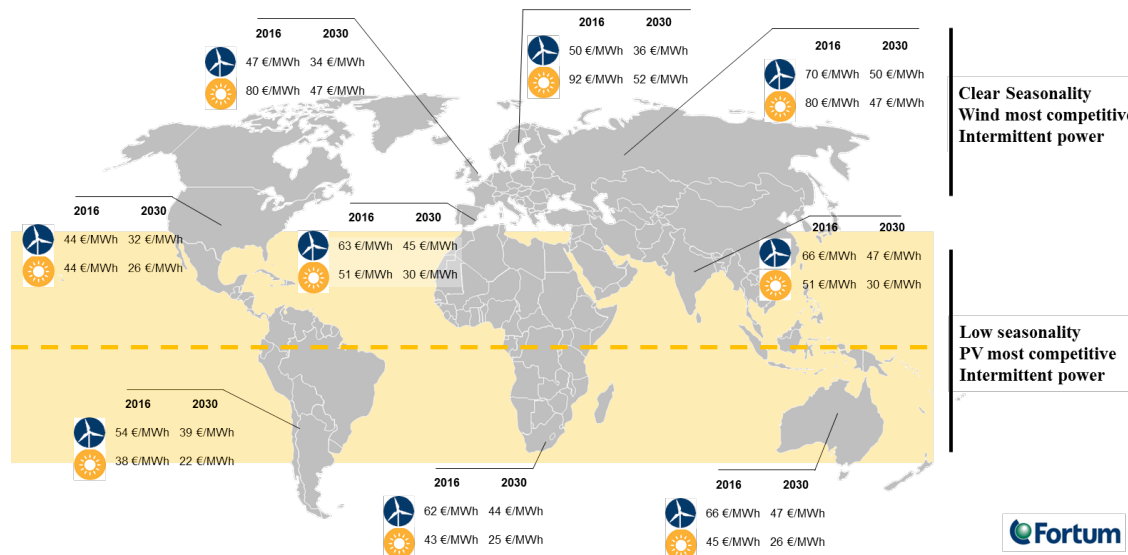 2016 2030
47 €/MWh 34 €/MWh
80 €/MWh 47 €/MWh
2016 2030
50 €/MWh 36 €/MWh
92 €/MWh 52 €/MWh
2016 2030
70 €/MWh 50 €/MWh
80 €/MWh 47 €/MWh
Clear Seasonality
Wind most competitive
Intermittent power
2016 2030
44 €/MWh 32 €/MWh
44 €/MWh 26 €/MWh
2016 2030
63 €/MWh 45 €/MWh
51 €/MWh 30 €/MWh
2016 2030
66 €/MWh 47 €/MWh
51 €/MWh 30 €/MWh
Low seasonality
PV most competitive
Intermittent power
2016 2030
54 €/MWh 39 €/MWh
38 €/MWh 22 €/MWh
2016 2030
62 €/MWh 44 €/MWh
43 €/MWh 25 €/MWh
2016 2030
66 €/MWh 47 €/MWh
45 €/MWh 26 €/MWh
Fortum